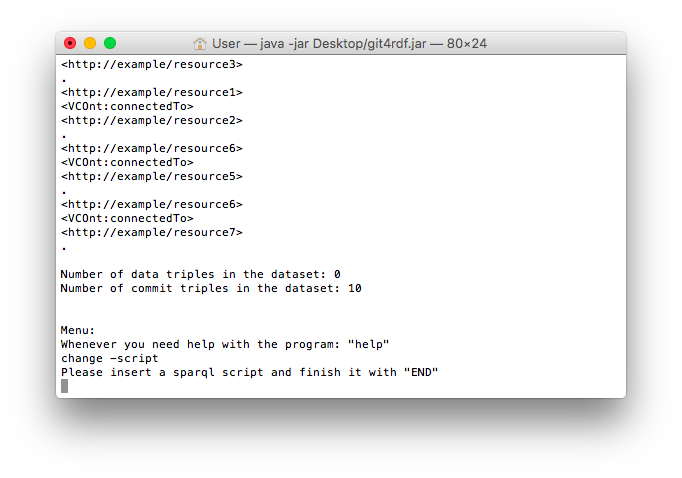 User — java -jar Desktop/git4rdf.jar — 80×24
<http://example/resource3>
.
<http://example/resource1>
<VCOnt:connectedTo>
<http://example/resource2>
.
<http://example/resource6>
<VCOnt:connectedTo>
<http://example/resource5>
.
<http://example/resource6>
<VCOnt:connectedTo>
<http://example/resource7>
.
Number of data triples in the dataset: 0
Number of commit triples in the dataset: 10
Menu:
Whenever you need help with the program: "help"
change -script
Please insert a sparql script and finish it with "END"